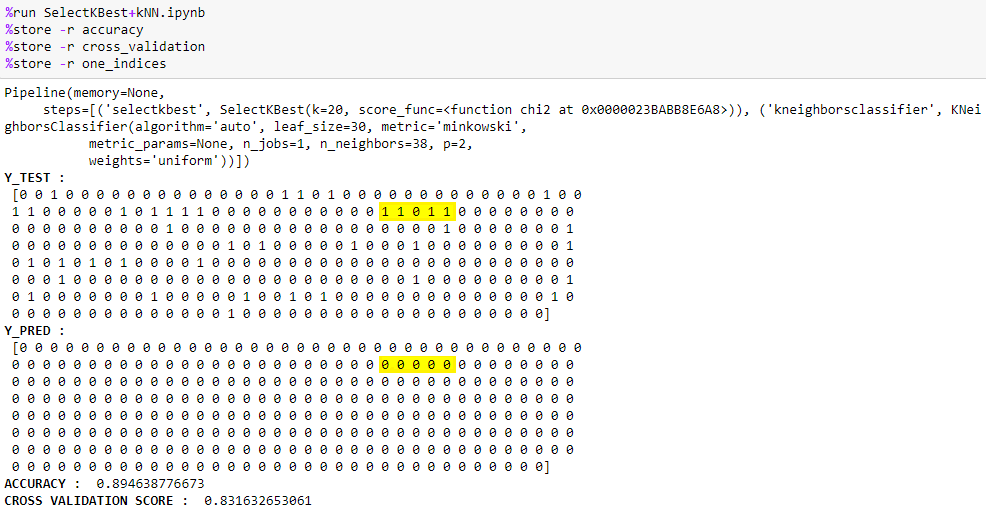 %run SelectKBest+kNN.ipynb
%store -r accuracy
%store -r cross_validation
%store -r one_indices
Pipeline(memory=None,
steps=[('selectkbest', SelectKBest(k=20, score_func=<function chi2 at 0x0000023BABB8E6A8>)), ('kneighborsclassifier', KNei
ghborsClassifier(algorithm='auto', leaf_size=30, metric='minkowski',
metric_params=None, n_jobs=1, n_neighbors=38, p=2,
weights='uniform'))])
Y_TEST :
[0 0 1 0 0 0 0 0 0 0 0 0 0 0 0 0 0 1 1 0 1 0 0 0 0 0 0 0 0 0 0 0 0 0 1 0 0
1 1 0 0 0 0 0 1 0 1 1 1 1 0 0 0 0 0 0 0 0 0 0 0 1 1 0 1 1 0 0 0 0 0 0 0 0
0 0 0 0 0 0 0 0 0 0 1 0 0 0 0 0 0 0 0 0 0 0 0 0 0 0 0 0 1 0 0 0 0 0 0 0 1
0 0 0 0 0 0 0 0 0 0 0 0 0 0 1 0 1 0 0 0 0 0 1 0 0 0 1 0 0 0 0 0 0 0 0 0 1
0 1 0 1 0 1 0 1 0 0 0 0 1 0 0 0 0 0 0 0 0 0 0 0 0 0 0 0 0 0 0 0 0 0 0 0 0
0 0 0 1 0 0 0 0 0 0 0 0 0 0 0 0 0 0 0 0 0 0 0 0 0 0 1 0 0 0 0 0 0 0 0 0 1
0 1 0 0 0 0 0 0 0 1 0 0 0 0 0 1 0 0 1 0 1 0 0 0 0 0 0 0 0 0 0 0 0 0 0 1 0
0 0 0 0 0 0 0 0 0 0 0 0 0 0 1 0 0 0 0 0 0 0 0 0 0 0 0 0 0 0 0 0 0 0 0]
Y_PRED :
[0 0 0 0 0 0 0 0 0 0 0 0 0 0 0 0 0 0 0 0 0 0 0 0 0 0 0 0 0 0 0 0 0 0 0 0 0
0 0 0 0 0 0 0 0 0 0 0 0 0 0 0 0 0 0 0 0 0 0 0 0 0 0 0 0 0 0 0 0 0 0 0 0 0
0 0 0 0 0 0 0 0 0 0 0 0 0 0 0 0 0 0 0 0 0 0 0 0 0 0 0 0 0 0 0 0 0 0 0 0 0
0 0 0 0 0 0 0 0 0 0 0 0 0 0 0 0 0 0 0 0 0 0 0 0 0 0 0 0 0 0 0 0 0 0 0 0 0
0 0 0 0 0 0 0 0 0 0 0 0 0 0 0 0 0 0 0 0 0 0 0 0 0 0 0 0 0 0 0 0 0 0 0 0 0
0 0 0 0 0 0 0 0 0 0 0 0 0 0 0 0 0 0 0 0 0 0 0 0 0 0 0 0 0 0 0 0 0 0 0 0 0
0 0 0 0 0 0 0 0 0 0 0 0 0 0 0 0 0 0 0 0 0 0 0 0 0 0 0 0 0 0 0 0 0 0 0 0 0
0 0 0 0 0 0 0 0 0 0 0 0 0 0 0 0 0 0 0 0 0 0 0 0 0 0 0 0 0 0 0 0 0 0 0]
ACCURACY : 0.894638776673
CROSS VALIDATION SCORE : 0.831632653061